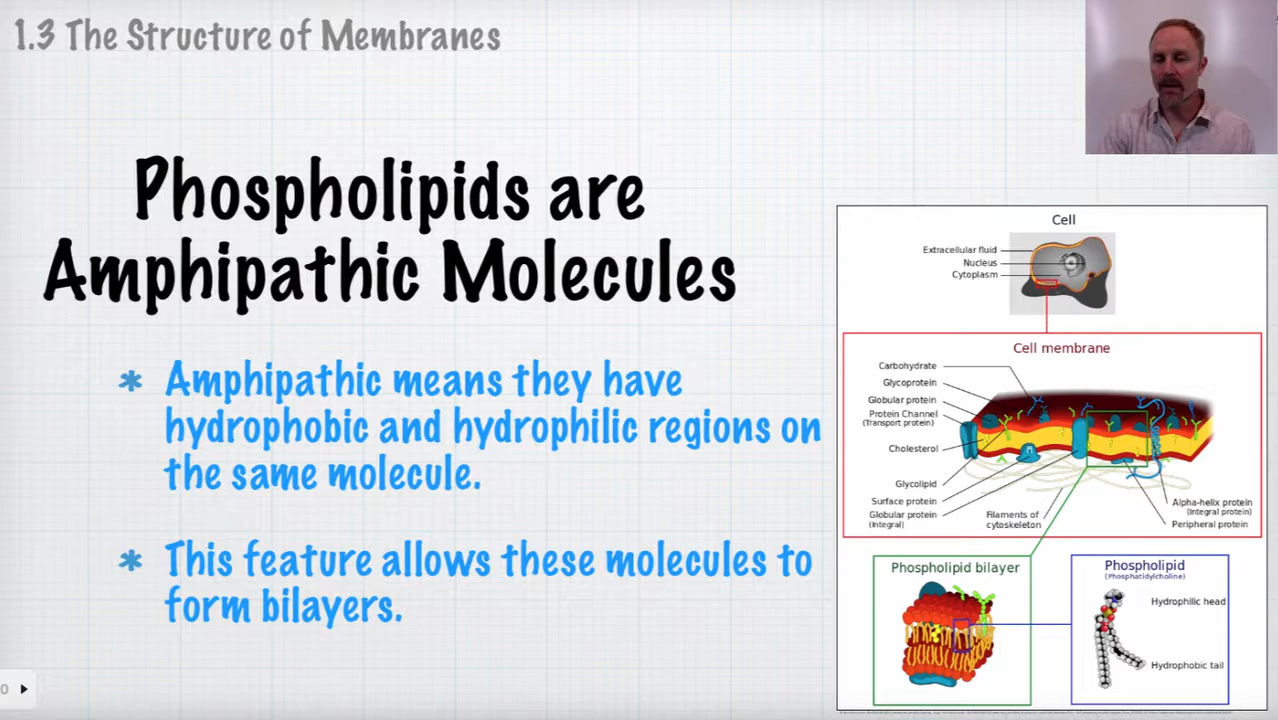 1.3 The Structure of Membranes
Phospholipids are
Amphipathic Molecules
* Amphipathic means they have
hydrophobic and hydrophilic regions on
the same molecule.
* This feature allows these molecules to
form bilayers.
0
Cell
Extracellular fluid
Nucleus
Cytoplasm
Cell membrane
Carbohydrate
Glycoprotein
Globular protein
Protein Channel
(Transport protein)
Cholesterol
Glycolipid
Surface protein
Globular protein
(Integral)
Filaments of
cytoskeleton
Alpha-helix protein
(Integral protein)
Peripheral protein
Phospholipid bilayer
Phospholipid
(Phosphatidylcholine)
Hydrophilic head
Hydrophobic tail